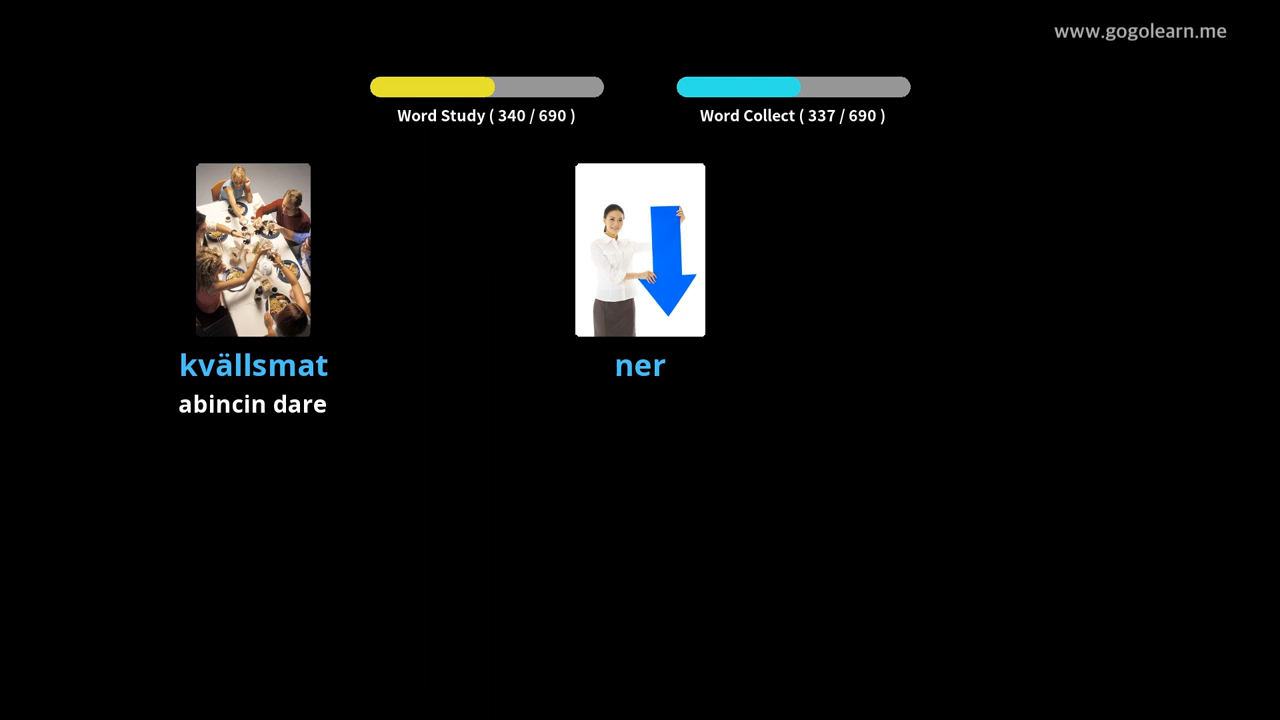 www.gogolearn.me
Word Study ( 340 / 690 )
Word Collect ( 337 / 690 )
kvällsmat
abincin dare
ner